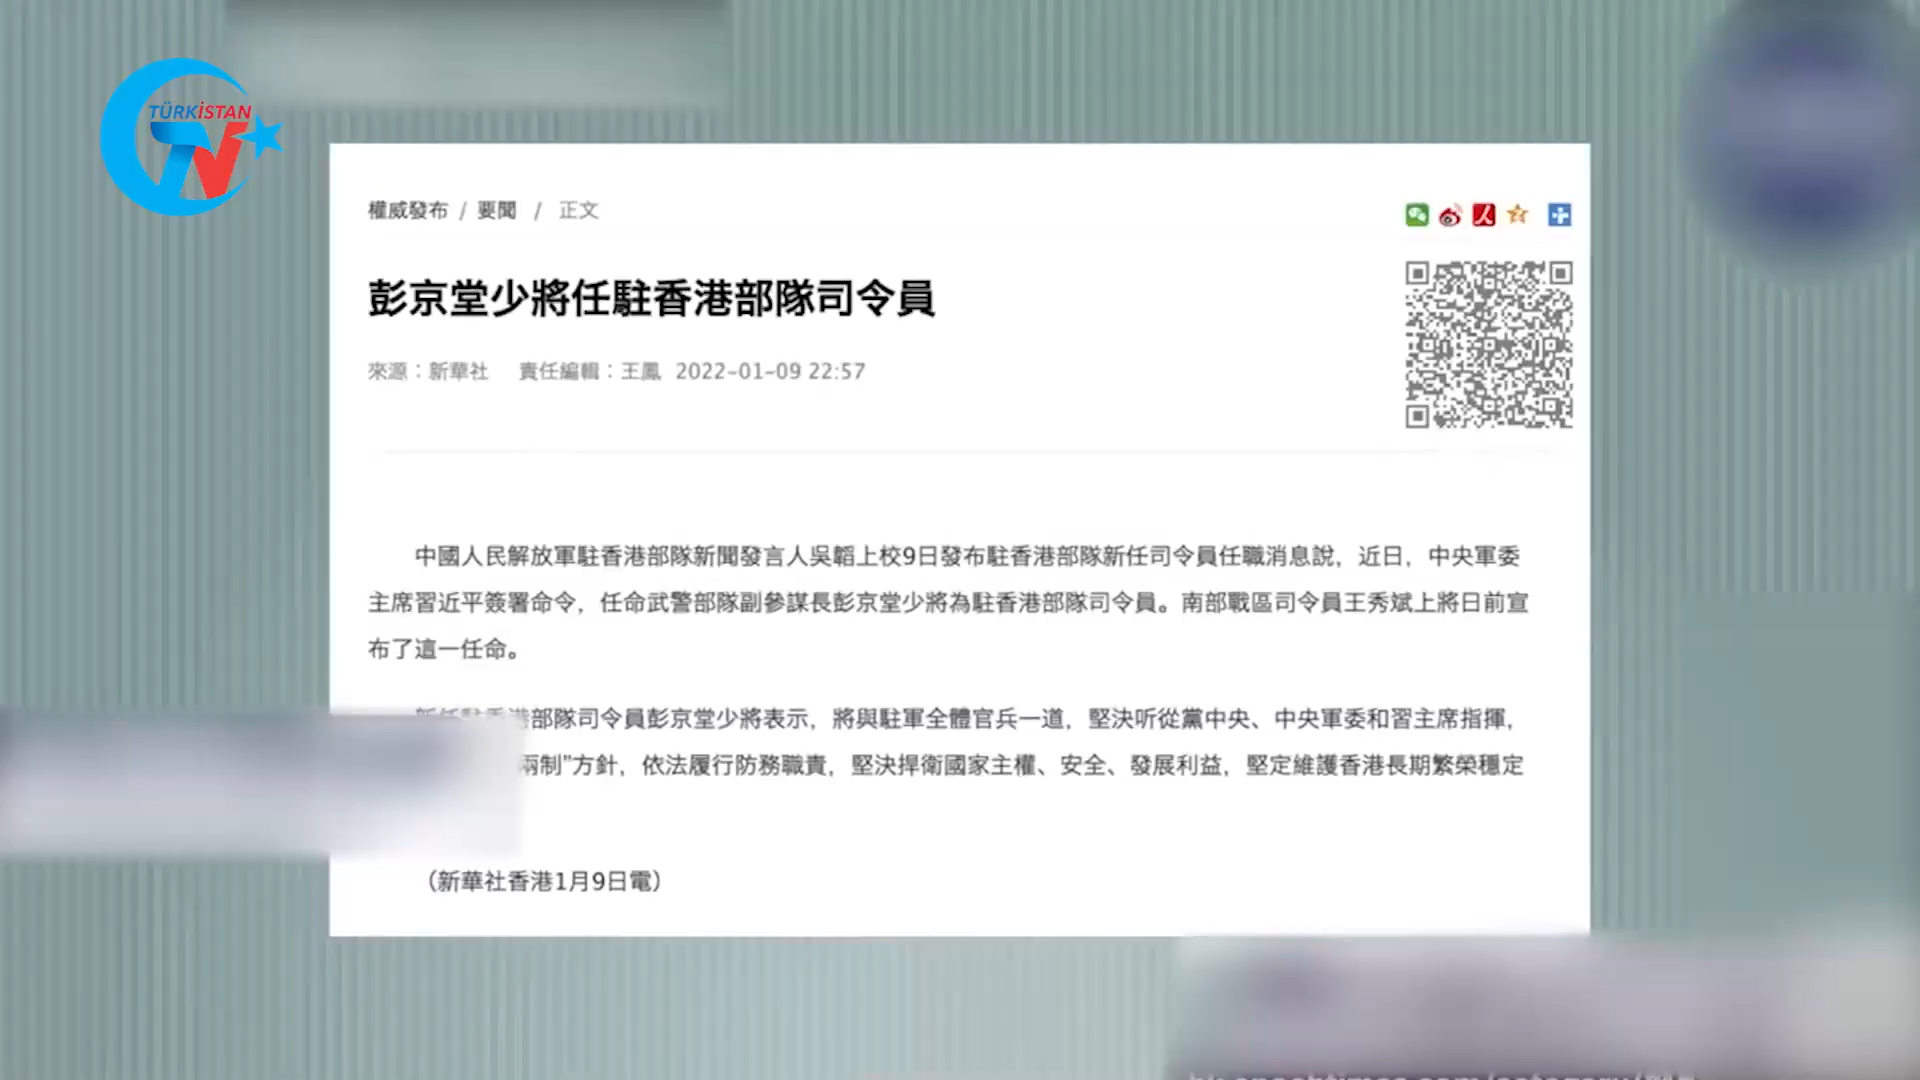 TÜRKİSTAN
TV
權威發布 / 要聞 / 正文
彭京堂少將任駐香港部隊司令員
來源：新華社 責任編輯：王鳳 2022-01-09 22:57
中國人民解放軍駐香港部隊新聞發言人吳韜上校9日發布駐香港部隊新任司令員任職消息說，近日，中央軍委
主席習近平簽署命令，任命武警部隊副參謀長彭京堂少將為駐香港部隊司令員。南部戰區司令員王秀斌上將日前宣
布了這一任命。
部隊司令員彭京堂少將表示，將與駐軍全體官兵一道，堅決听從黨中央、中央軍委和習主席指揮，
兩制”方針，依法履行防務職責，堅決捍衛國家主權、安全、發展利益，堅定維護香港長期繁榮穩定
（新華社香港1月9日電）